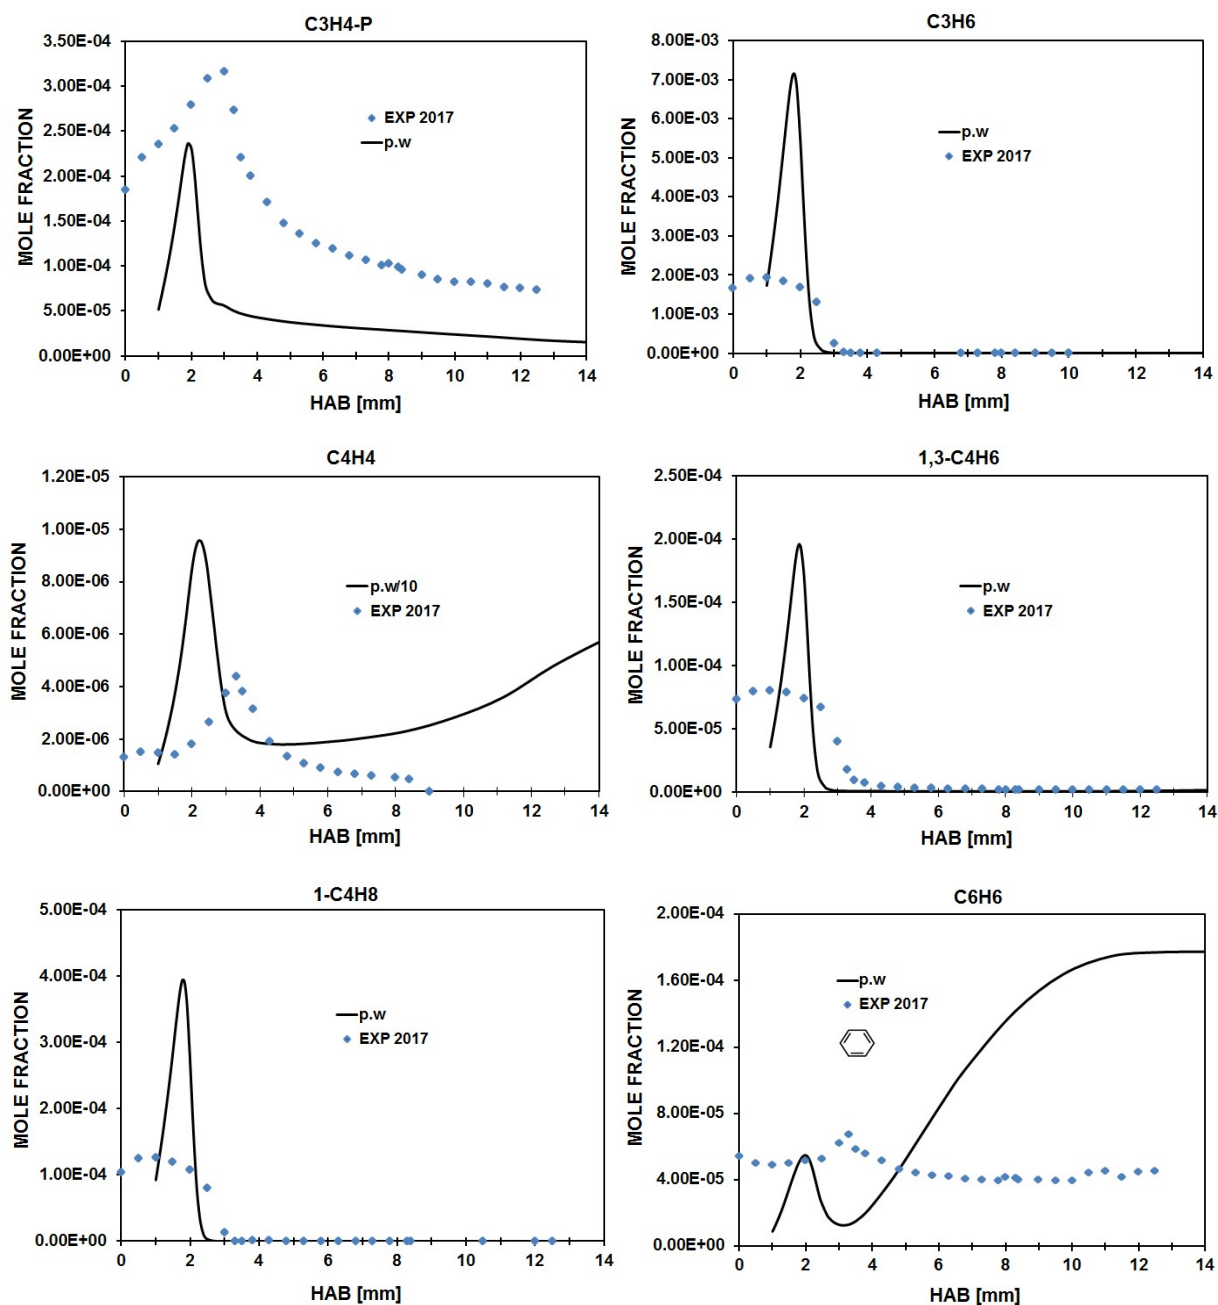 C3H4-P
3.50E-04
3.00E-04
2.50E-04
2.00E-04
1.50E-04
1.00E-04
5.00E-05
0.00E+00
MOLE FRACTION
EXP 2017
p.w
0 2 4 6 8 10 12 14
HAB [mm]
C3H6
8.00E-03
7.00E-03
6.00E-03
5.00E-03
4.00E-03
3.00E-03
2.00E-03
1.00E-03
0.00E+00
MOLE FRACTION
p.w
EXP 2017
0 2 4 6 8 10 12 14
HAB [mm]
C4H4
1.20E-05
1.00E-05
8.00E-06
6.00E-06
4.00E-06
2.00E-06
0.00E+00
MOLE FRACTION
p.w/10
EXP 2017
0 2 4 6 8 10 12 14
HAB [mm]
1,3-C4H6
2.50E-04
2.00E-04
1.50E-04
1.00E-04
5.00E-05
0.00E+00
MOLE FRACTION
p.w
EXP 2017
0 2 4 6 8 10 12 14
HAB [mm]
1-C4H8
5.00E-04
4.00E-04
3.00E-04
2.00E-04
1.00E-04
0.00E+00
MOLE FRACTION
p.w
EXP 2017
0 2 4 6 8 10 12 14
HAB [mm]
C6H6
2.00E-04
1.60E-04
1.20E-04
8.00E-05
4.00E-05
0.00E+00
MOLE FRACTION
p.w
EXP 2017
0 2 4 6 8 10 12 14
HAB [mm]